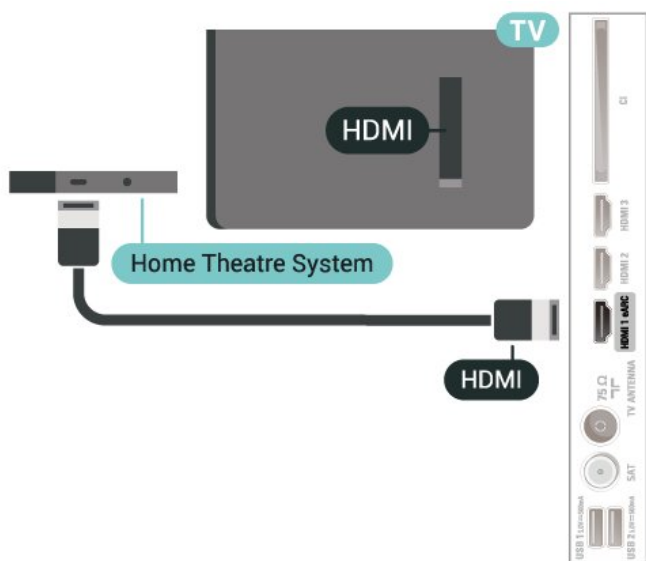 TV
HDMI
Home Theatre System
HDMI
CI
HDMI 3
HDMI 2
HDMI 1 eARC
75 Ω
TV ANTENNA
SAT
USB 1
USB 2